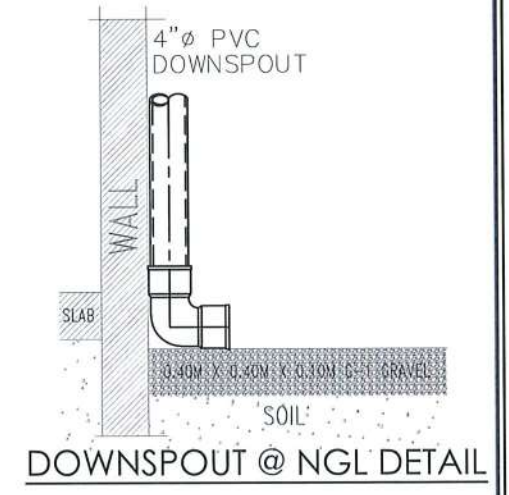 4"ø PVC
DOWNSPOUT
WALL
SLAB
0.40M X 0.40M X 0.10M G-1 GRAVEL
SOIL
DOWNSPOUT @ NGL DETAIL